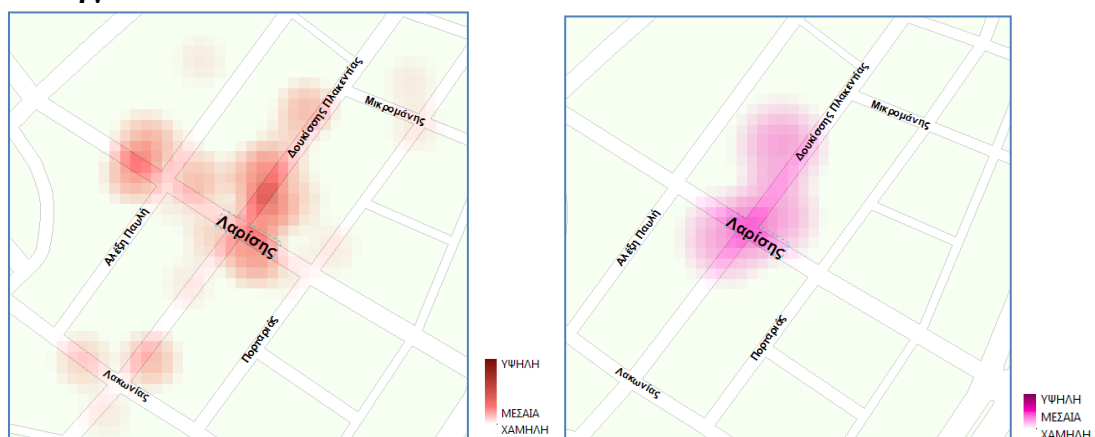 Δουκίσσης Πλακεντίας
Μικρομάνης
Λαρίσης
Αλέξη Παυλή
Πορταριάς
Λακωνίας
ΥΨΗΛΗ
ΜΕΣΑΙΑ
ΧΑΜΗΛΗ
Δουκίσσης Πλακεντίας
Μικρομάνης
Λαρίσης
Αλέξη Παυλή
Πορταριάς
Λακωνίας
ΥΨΗΛΗ
ΜΕΣΑΙΑ
ΧΑΜΗΛΗ